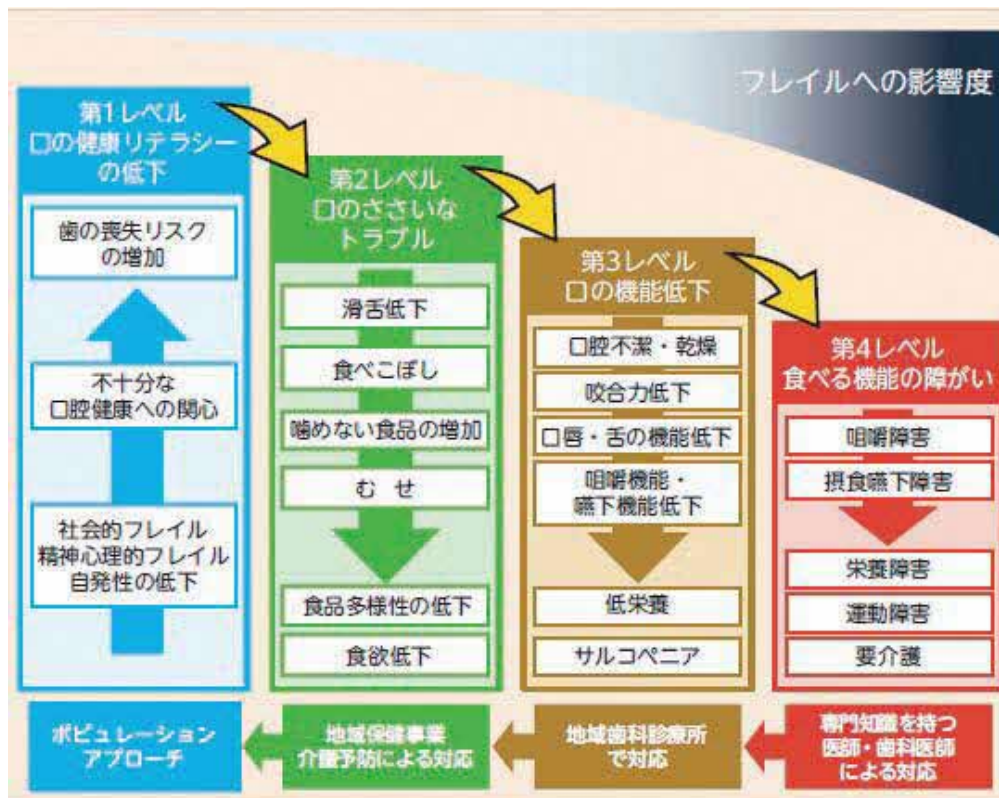 フレイルへの影響度
第1レベル
口の健康リテラシー
の低下
歯の喪失リスク
の増加
不十分な
口腔健康への関心
社会的フレイル
精神心理的フレイル
自発性の低下
ポピュレーション
アプローチ
第2レベル
口のささいな
トラブル
滑舌低下
食べこぼし
噛めない食品の増加
むせ
食品多様性の低下
食欲低下
地域保健事業
介護予防による対応
第3レベル
口の機能低下
口腔不潔・乾燥
咬合力低下
口唇・舌の機能低下
咀嚼機能・
嚥下機能低下
低栄養
サルコペニア
地域歯科診療所
で対応
第4レベル
食べる機能の障がい
咀嚼障害
摂食嚥下障害
栄養障害
運動障害
要介護
専門知識を持つ
医師・歯科医師
による対応